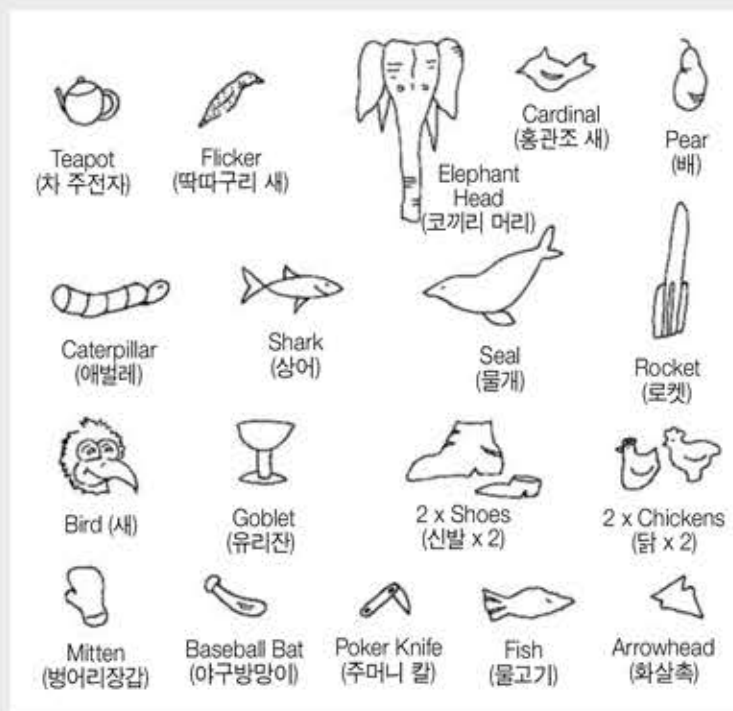 Teapot
(차 주전자)
Flicker
(딱따구리 새)
Elephant
Head
(코끼리 머리)
Cardinal
(홍관조 새)
Pear
(배)
Caterpillar
(애벌레)
Shark
(상어)
Seal
(물개)
Rocket
(로켓)
Bird (새)
Goblet
(유리잔)
2 x Shoes
(신발 x 2)
2 x Chickens
(닭 x 2)
Mitten
(벙어리장갑)
Baseball Bat
(야구방망이)
Poker Knife
(주머니 칼)
Fish
(물고기)
Arrowhead
(화살촉)